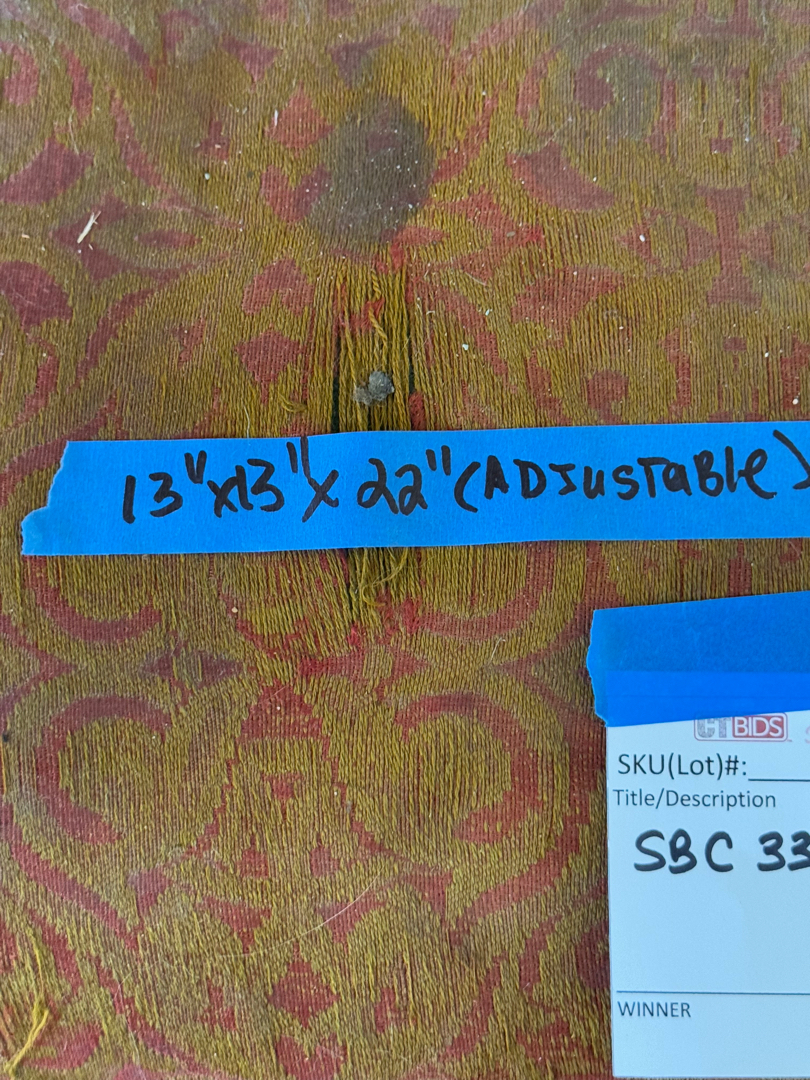 13"x13"x 22" (ADJUSTABLE)
CTBIDS
SKU(Lot)#:
Title/Description
SBC 33
WINNER